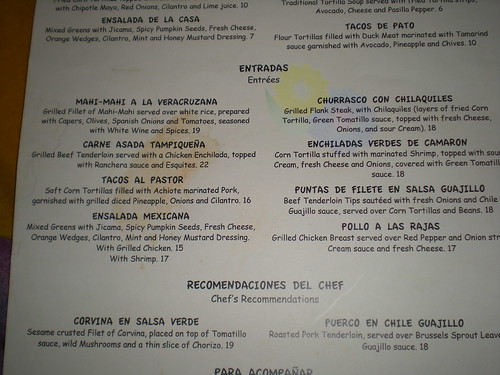 Fried Corn Tortillas topped
with Chipotle Mayo, Red Onions, Cilantro and Lime juice. 10
ENSALADA DE LA CASA
Mixed Greens with Jicama, Spicy Pumpkin Seeds, Fresh Cheese,
Orange Wedges, Cilantro, Mint and Honey Mustard Dressing. 7
Traditional Tortilla Soup served with fried Tortilla strips,
Avocado, Cheese and Pasilla Pepper. 6
TACOS DE PATO
Flour Tortillas filled with Duck Meat marinated with Tamarind
sauce garnished with Avocado, Pineapple and Chives. 10
ENTRADAS
Entrées
MAHI-MAHI A LA VERACRUZANA
Grilled Fillet of Mahi-Mahi served over white rice, prepared
with Capers, Olives, Spanish Onions and Tomatoes, seasoned
with White Wine and Spices. 19
CARNE ASADA TAMPIQUEÑA
Grilled Beef Tenderloin served with a Chicken Enchilada, topped
with Ranchera sauce and Esquites. 22
TACOS AL PASTOR
Soft Corn Tortillas filled with Achiote marinated Pork,
garnished with grilled diced Pineapple, Onions and Cilantro. 16
ENSALADA MEXICANA
Mixed Greens with Jicama, Spicy Pumpkin Seeds, Fresh Cheese,
Orange Wedges, Cilantro, Mint and Honey Mustard Dressing.
With Grilled Chicken. 15
With Shrimp. 17
CHURRASCO CON CHILAQUILES
Grilled Flank Steak, with Chilaquiles (layers of fried Corn
Tortilla, Green Tomatillo sauce, topped with fresh Cheese,
Onions, and sour Cream). 18
ENCHILADAS VERDES DE CAMARON
Corn Tortilla stuffed with marinated Shrimp, topped with sour
Cream, fresh Cheese and Onions, covered with Green Tomatillo
sauce. 18
PUNTAS DE FILETE EN SALSA GUAJILLO
Beef Tenderloin Tips sautéed with fresh Onions and Chile
Guajillo sauce, served over Corn Tortillas and Beans. 18
POLLO A LAS RAJAS
Grilled Chicken Breast served over Red Pepper and Onion str
Cream sauce and fresh Cheese. 17
RECOMENDACIONES DEL CHEF
Chef's Recommendations
CORVINA EN SALSA VERDE
Sesame crusted Filet of Corvina, placed on top of Tomatillo
sauce, wild Mushrooms and a thin slice of Chorizo. 19
PUERCO EN CHILE GUAJILLO
Roasted Pork Tenderloin, served over Brussels Sprout Leave
Guajillo sauce. 18
PARA ACOMPAÑAR